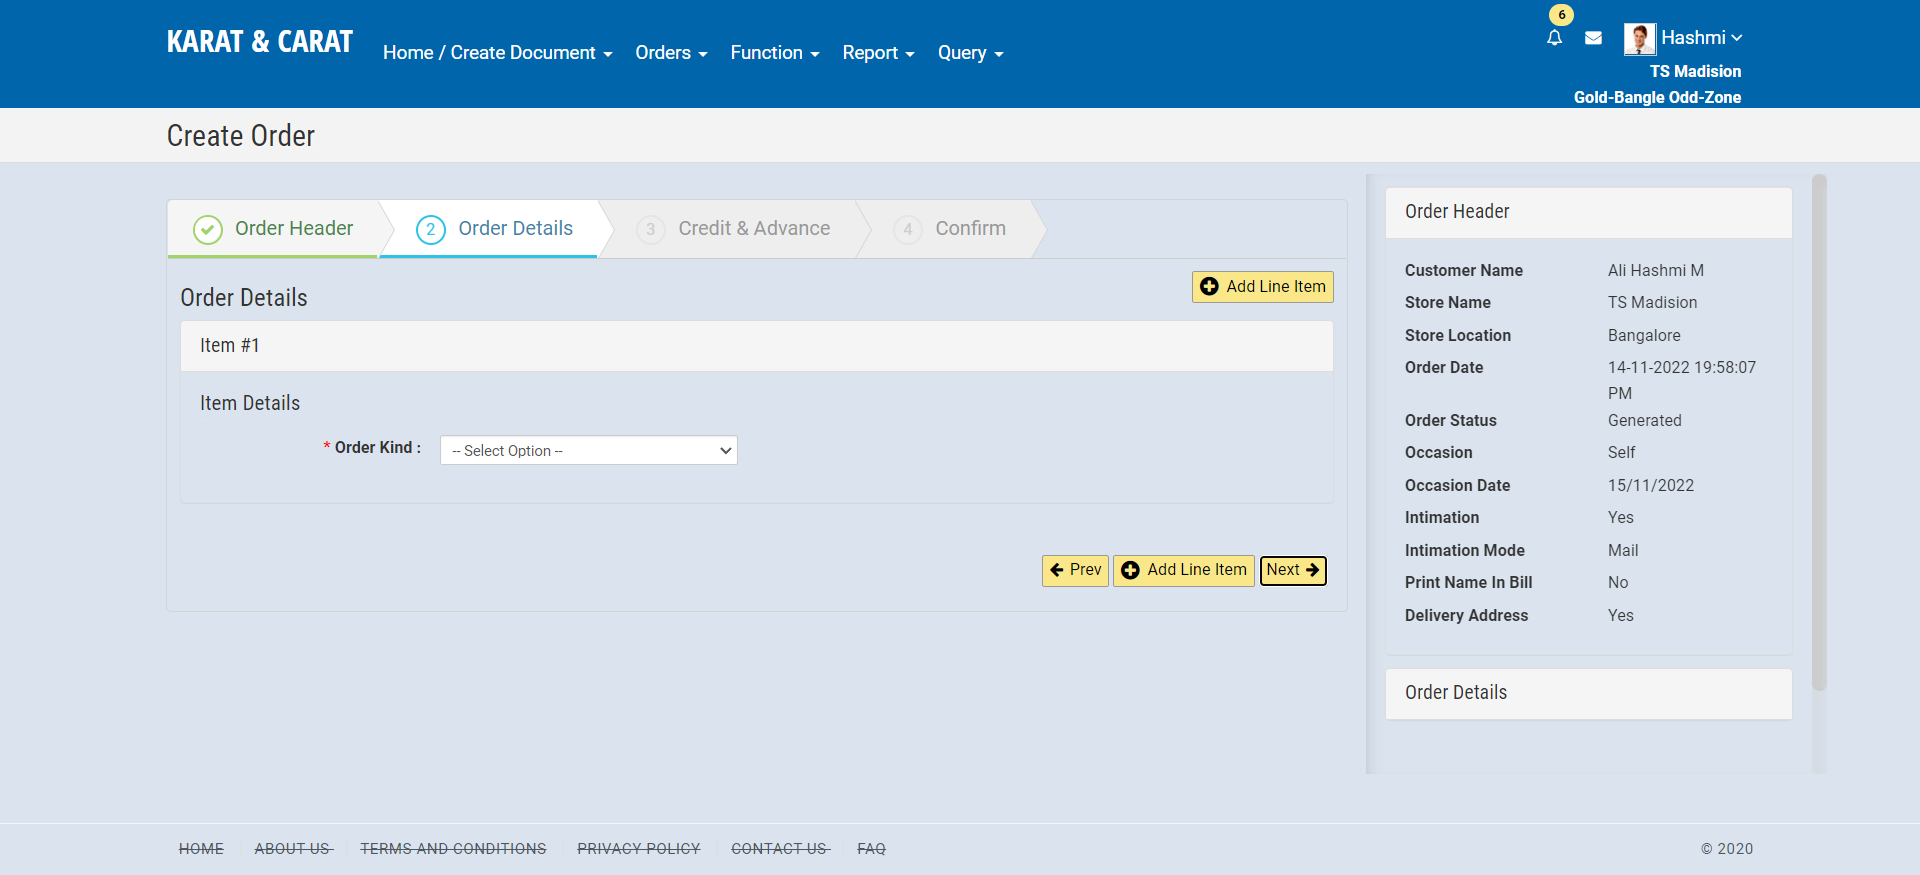 KARAT & CARAT
Home / Create Document
Orders
Function
Report
Query
6
Hashmi
TS Madision
Gold-Bangle Odd-Zone
Create Order
Order Header
2 Order Details
3 Credit & Advance
4 Confirm
Order Details
Add Line Item
Item #1
Item Details
* Order Kind :
-- Select Option --
Prev
Add Line Item
Next
Order Header
Customer Name Ali Hashmi M
Store Name TS Madision
Store Location Bangalore
Order Date 14-11-2022 19:58:07
PM
Order Status Generated
Occasion Self
Occasion Date 15/11/2022
Intimation Yes
Intimation Mode Mail
Print Name In Bill No
Delivery Address Yes
Order Details
HOME
ABOUT US
TERMS AND CONDITIONS
PRIVACY POLICY
CONTACT US
FAQ
© 2020